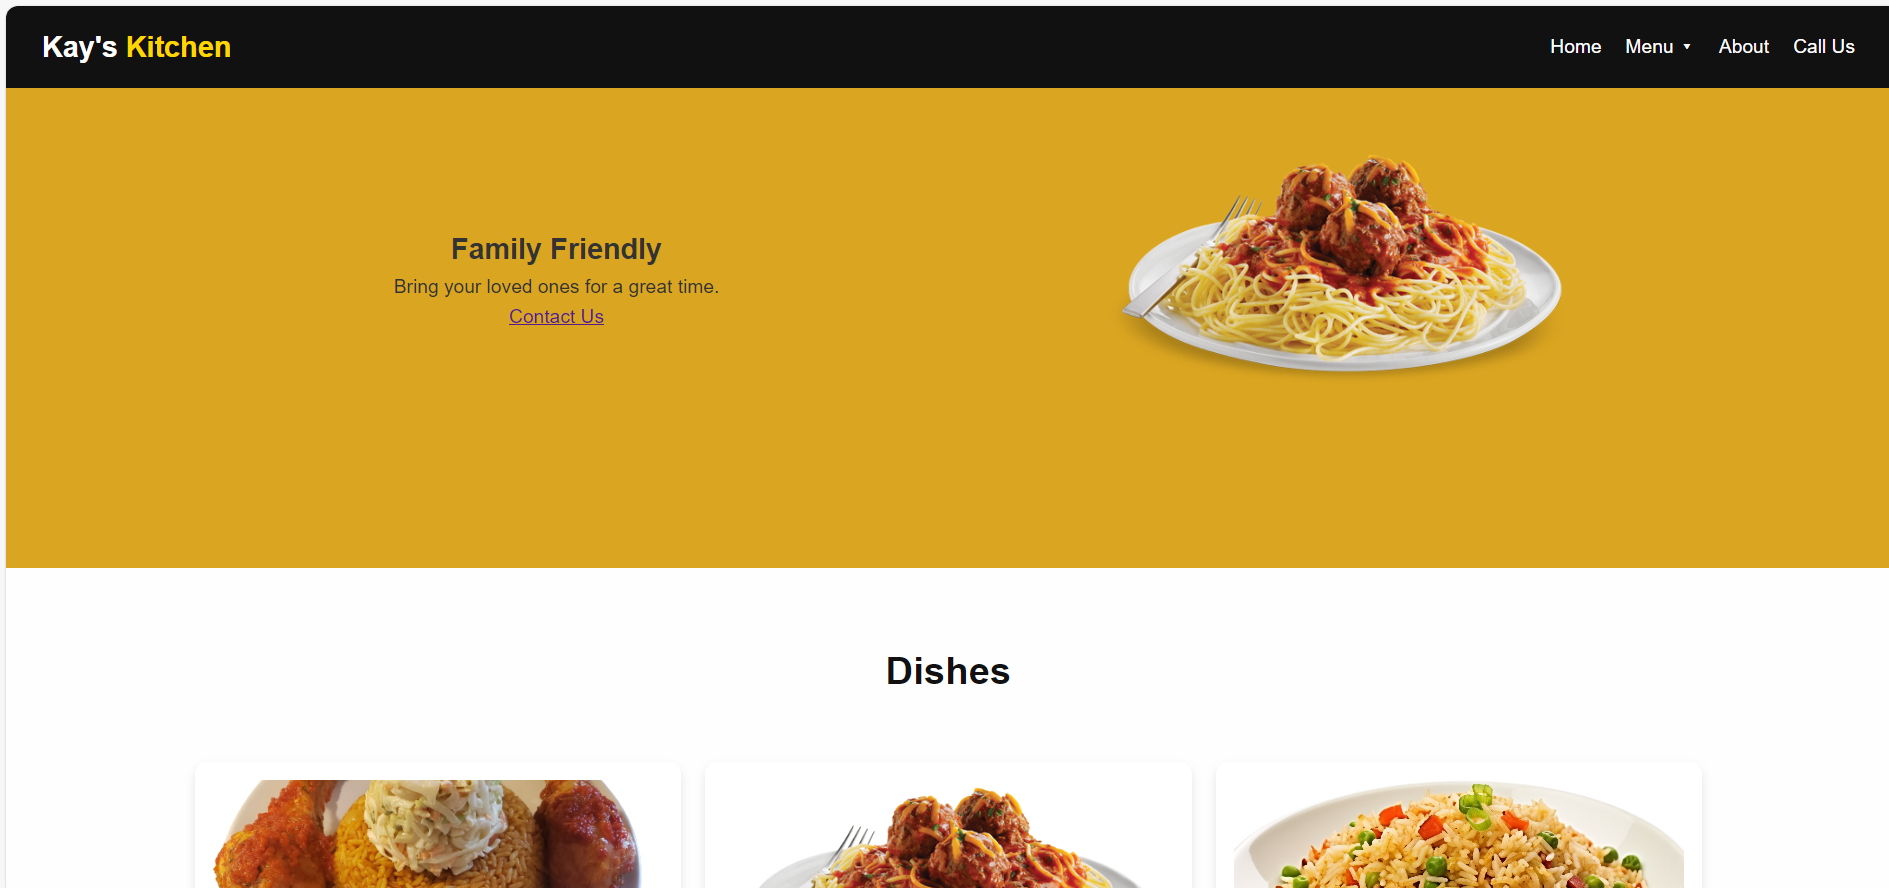 Kay's Kitchen
Home Menu ▼ About Call Us
Family Friendly
Bring your loved ones for a great time.
Contact Us
Dishes